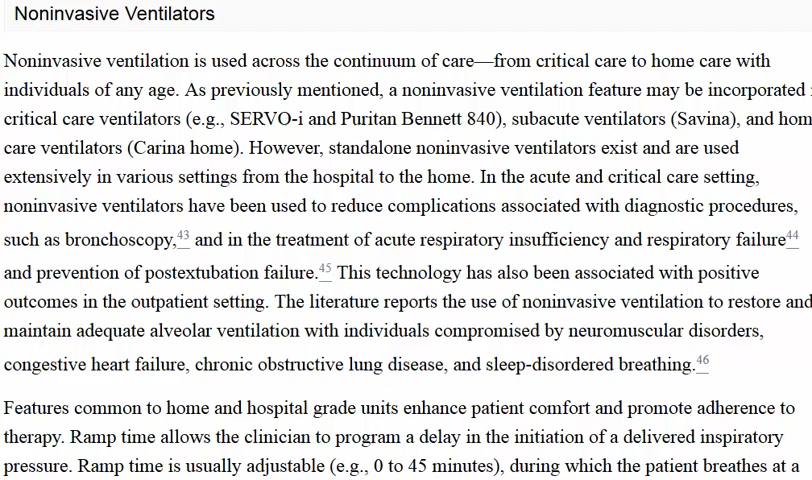 Noninvasive Ventilators
Noninvasive ventilation is used across the continuum of care—from critical care to home care with
individuals of any age. As previously mentioned, a noninvasive ventilation feature may be incorporated
critical care ventilators (e.g., SERVO-i and Puritan Bennett 840), subacute ventilators (Savina), and hom
care ventilators (Carina home). However, standalone noninvasive ventilators exist and are used
extensively in various settings from the hospital to the home. In the acute and critical care setting,
noninvasive ventilators have been used to reduce complications associated with diagnostic procedures,
such as bronchoscopy,43 and in the treatment of acute respiratory insufficiency and respiratory failure44
and prevention of postextubation failure.45 This technology has also been associated with positive
outcomes in the outpatient setting. The literature reports the use of noninvasive ventilation to restore and
maintain adequate alveolar ventilation with individuals compromised by neuromuscular disorders,
congestive heart failure, chronic obstructive lung disease, and sleep-disordered breathing.46
Features common to home and hospital grade units enhance patient comfort and promote adherence to
therapy. Ramp time allows the clinician to program a delay in the initiation of a delivered inspiratory
pressure. Ramp time is usually adjustable (e.g., 0 to 45 minutes), during which the patient breathes at a